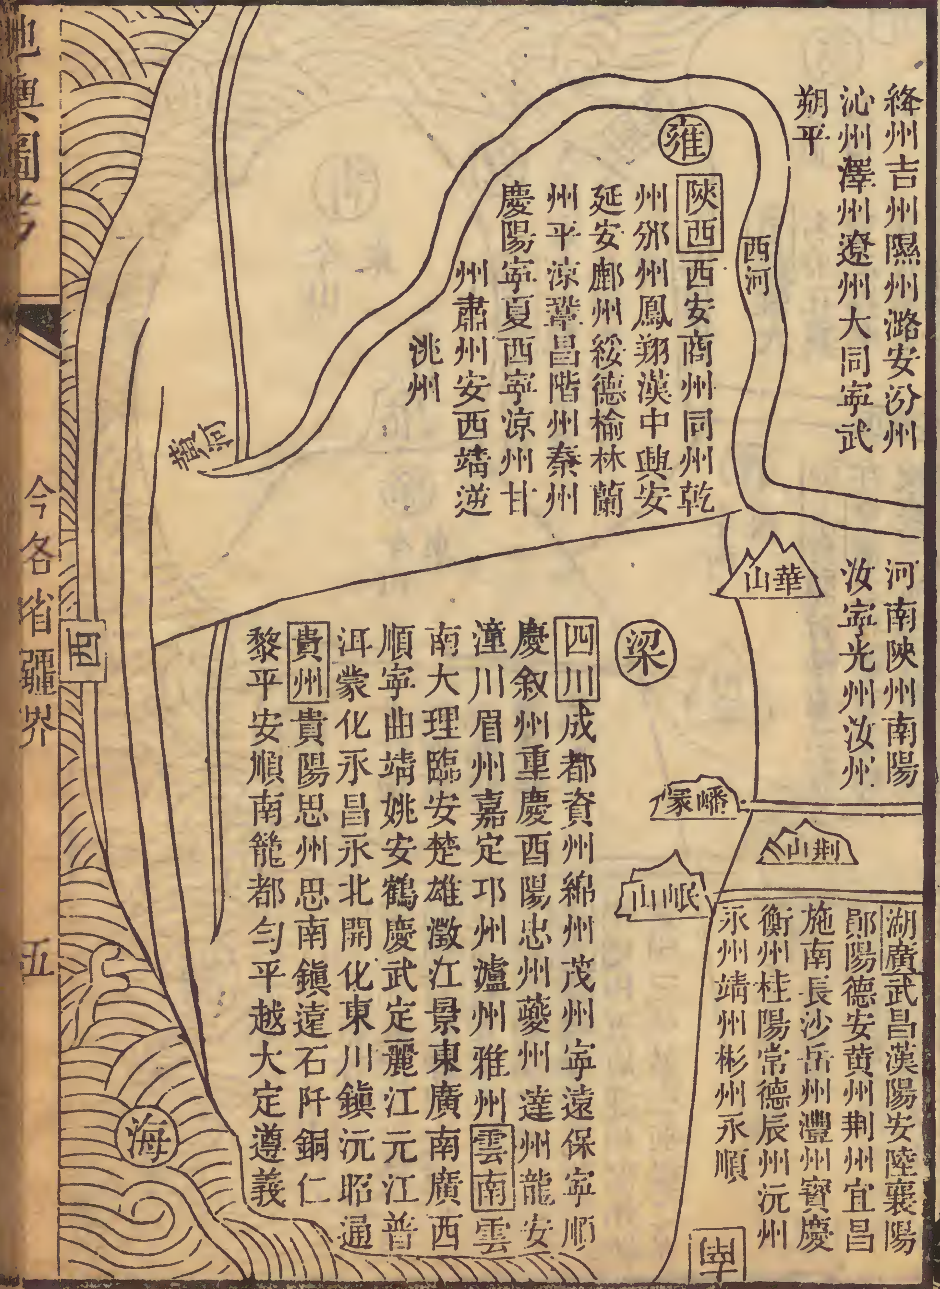 絳州吉州隰州潞安汾州
沁州澤州遼州大同寧武
朔平
西河
雍
陝西西安商州同州乾
州邠州鳳翔漢中興安
延安鄜州綏德榆林蘭
州平涼鞏昌階州秦州
慶陽寧夏西寧涼州甘
州肅州安西靖逆
洮州
黃河
河南陝州南陽
汝寧光州汝州
華山
梁
嶓冢
岷山
荆山
湖廣武昌漢陽安陸襄陽
鄖陽德安黄州荆州宜昌
施南長沙岳州灃州寳慶
衡州桂陽常德辰州沅州
永州靖州彬州永順
四川成都資州綿州茂州寧遠保寧順
慶叙州重慶酉陽忠州夔州達州龍安
潼川眉州嘉定邛州瀘州雅州雲南雲
南大理臨安楚雄澂江景東廣南廣西
順寧曲靖姚安鶴慶武定麗江元江普
洱蒙化永昌永北開化東川鎮沅昭通
貴州貴陽思州思南鎮遠石阡銅仁
黎平安順南籠都匀平越大定遵義
西
海
南
地輿圖考
今各省疆界
五